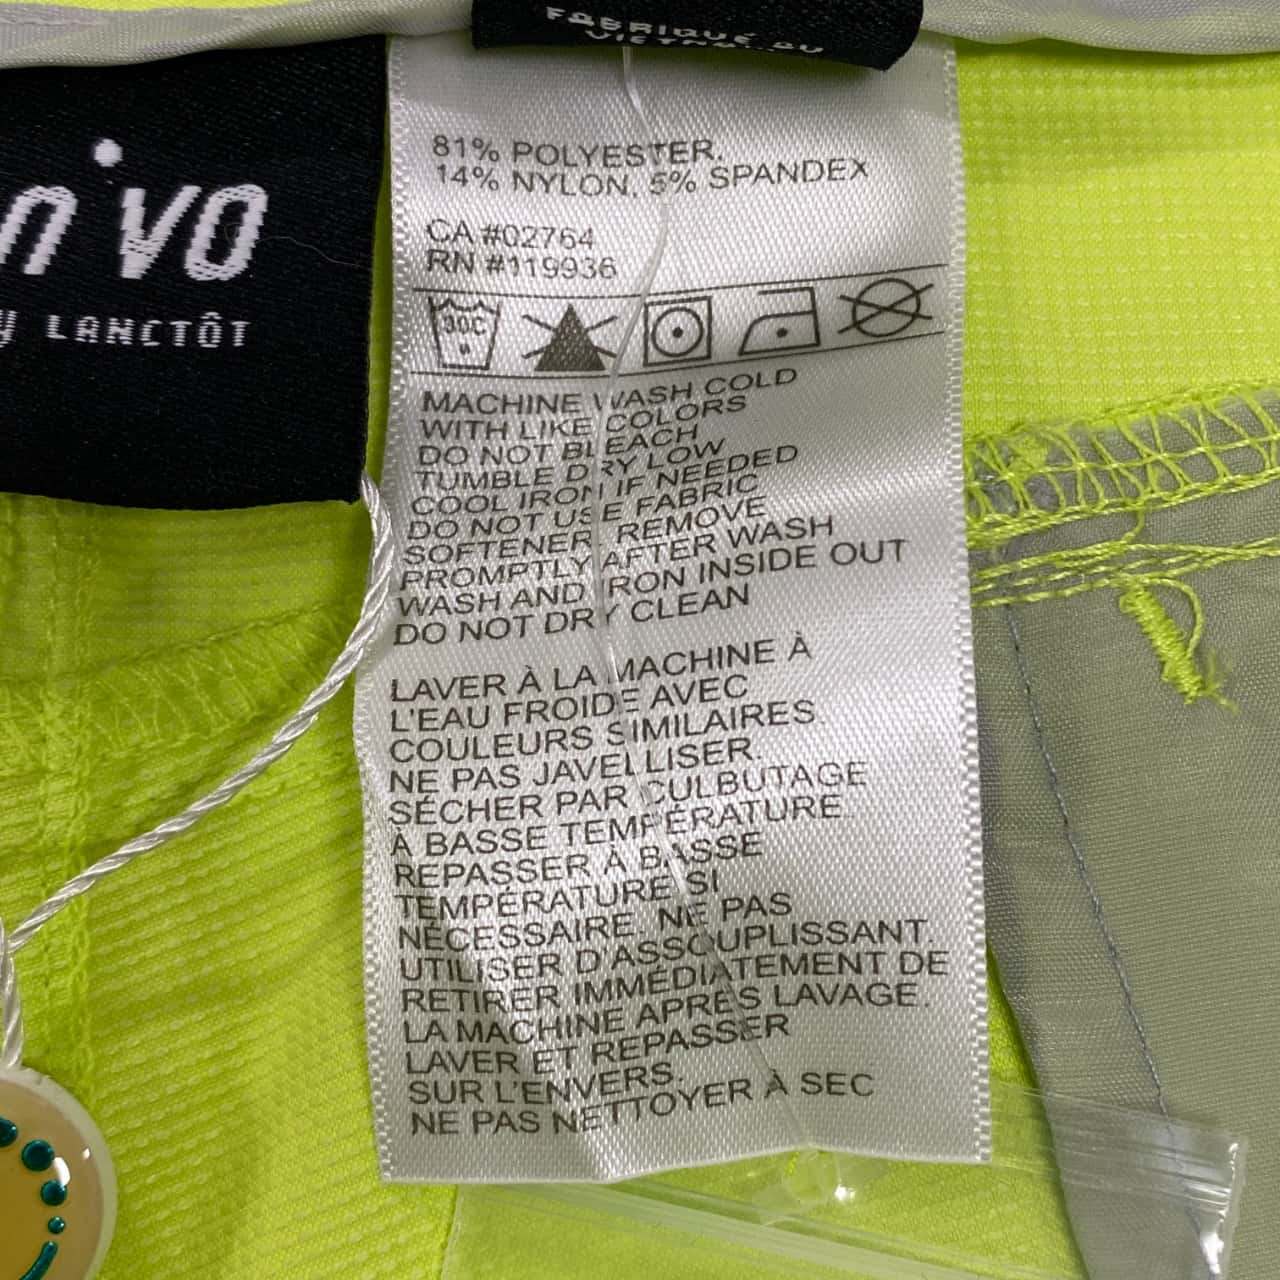 FABRIQUÉ AU
VIETNAM
n vo
LANCTÔT
81% POLYESTER.
14% NYLON, 5% SPANDEX
CA #02764
RN #119936
30C
MACHINE WASH COLD
WITH LIKE COLORS
DO NOT BLEACH
TUMBLE DRY LOW
COOL IRON IF NEEDED
DO NOT USE FABRIC
SOFTENER REMOVE
PROMPTLY AFTER WASH
WASH AND IRON INSIDE OUT
DO NOT DRY CLEAN
LAVER À LA MACHINE À
L'EAU FROIDE AVEC
COULEURS SIMILAIRES
NE PAS JAVELLISER.
SÉCHER PAR CULBUTAGE
À BASSE TEMPÉRATURE
REPASSER À BASSE
TEMPÉRATURE SI
NÉCESSAIRE. NE PAS
UTILISER D'ASSOUPLISSANT.
RETIRER IMMÉDIATEMENT DE
LA MACHINE APRÈS LAVAGE.
LAVER ET REPASSER
SUR L'ENVERS.
NE PAS NETTOYER À SEC